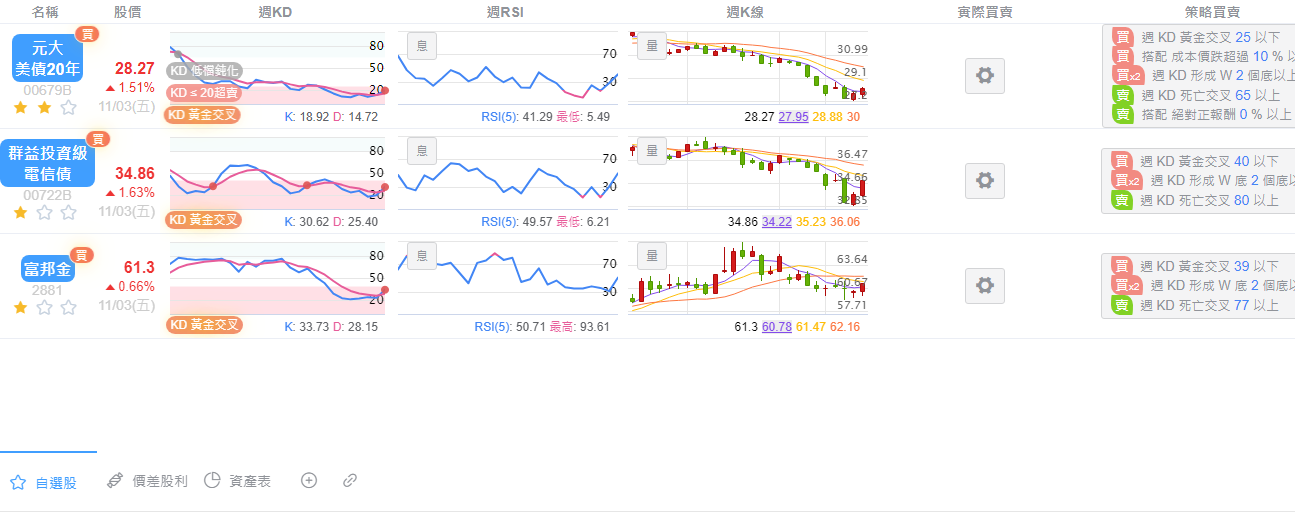 名稱 股價 週KD 週RSI 週K線 實際買賣 策略買賣
元大
美債20年
買
00679B
28.27
1.51%
11/03(五)
80
50
20
KD 低檔鈍化
KD ≤ 20超賣
KD 黃金交叉
K: 18.92 D: 14.72
息
70
30
RSI(5): 41.29 最低: 5.49
量
30.99
29.1
28.27 27.95 28.88 30
買 週 KD 黃金交叉 25 以下
買 搭配 成本價跌超過 10 % 以
買x2 週 KD 形成 W 2 個底以上
賣 週 KD 死亡交叉 65 以上
賣 搭配 絕對正報酬 0 % 以上
群益投資級
電信債
買
00722B
34.86
1.63%
11/03(五)
80
50
20
KD 黃金交叉
K: 30.62 D: 25.40
息
70
30
RSI(5): 49.57 最低: 6.21
量
36.47
34.66
32.85
34.86 34.22 35.23 36.06
買 週 KD 黃金交叉 40 以下
買x2 週 KD 形成 W 底 2 個底以
賣 週 KD 死亡交叉 80 以上
富邦金
買
2881
61.3
0.66%
11/03(五)
80
50
20
KD 黃金交叉
K: 33.73 D: 28.15
息
70
30
RSI(5): 50.71 最高: 93.61
量
63.64
60.67
57.71
61.3 60.78 61.47 62.16
買 週 KD 黃金交叉 39 以下
買x2 週 KD 形成 W 底 2 個底以
賣 週 KD 死亡交叉 77 以上
自選股 價差股利 資產表